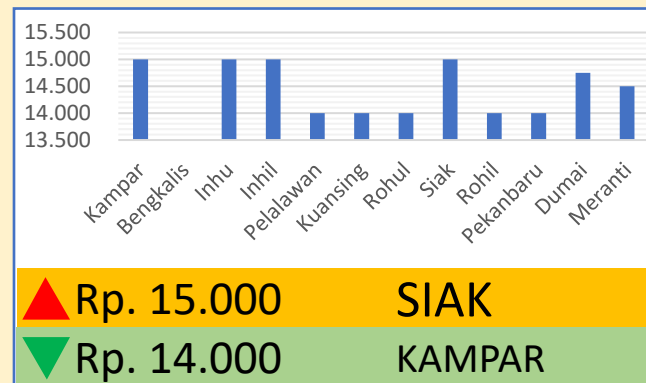 15.500
15.000
14.500
14.000
13.500
Kampar
Bengkalis
Inhu
Inhil
Pelalawan
Kuansing
Rohul
Siak
Rohil
Pekanbaru
Dumai
Meranti
Rp. 15.000 SIAK
Rp. 14.000 KAMPAR